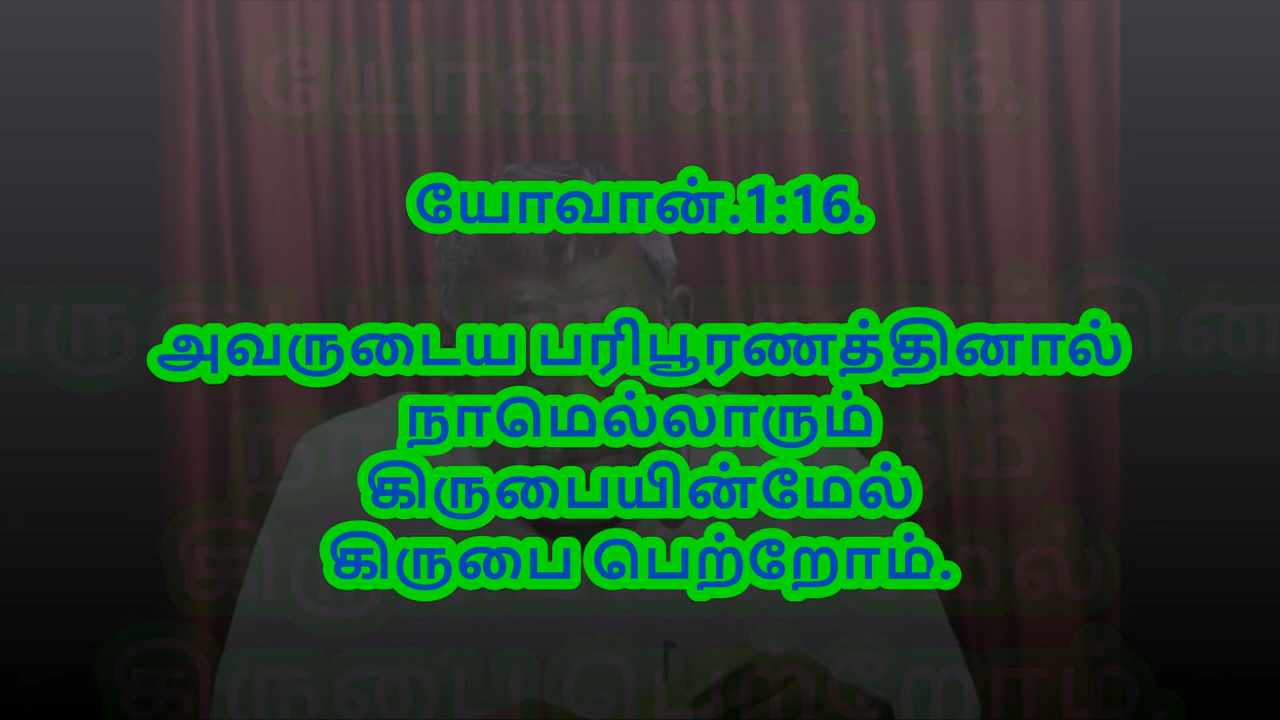 யோவான்.1:16.
அவருடைய பரிபூரணத்தினால்
நாமெல்லாரும்
கிருபையின்மேல்
கிருபை பெற்றோம்.